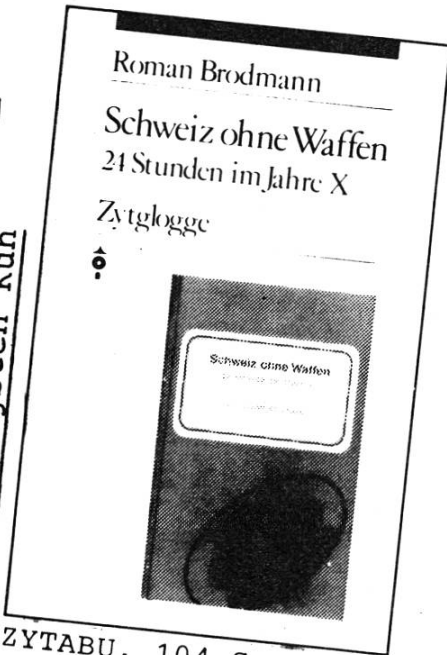 Roman Brodmann
Schweiz ohne Waffen
24 Stunden im Jahre X
Zytglogge
Schweiz ohne Waffen
ZYTABU, 104 S